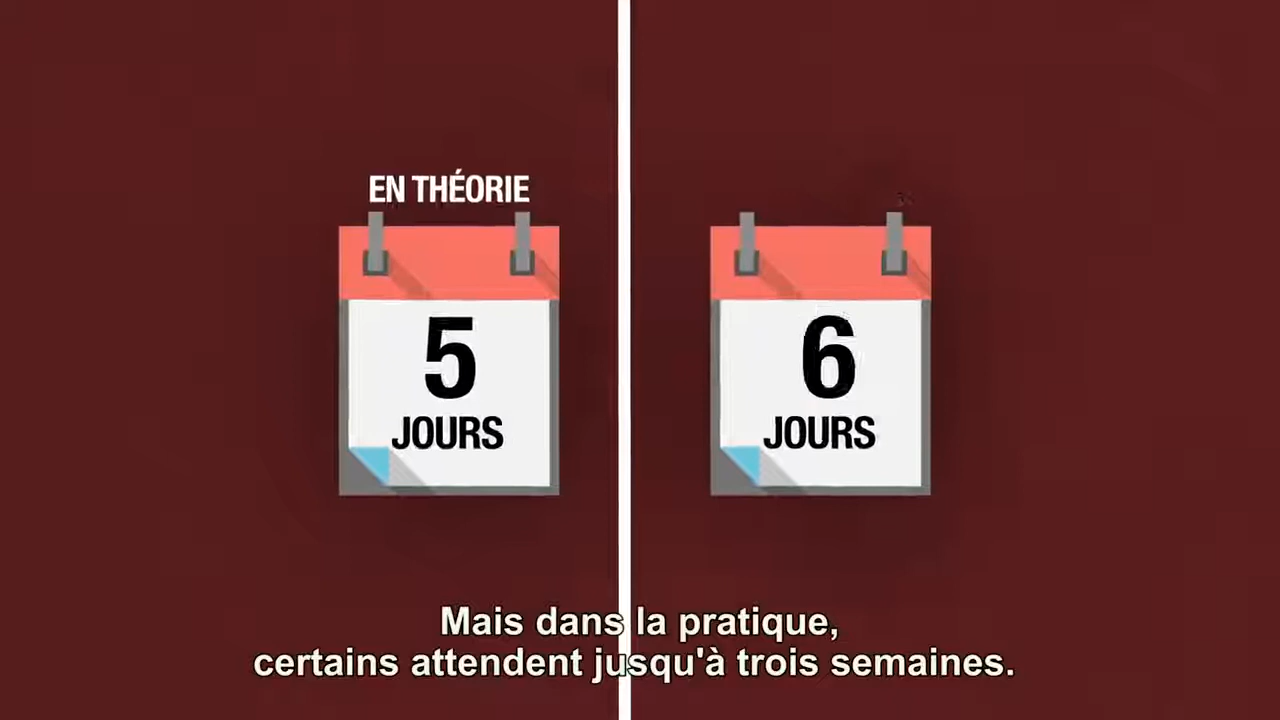 EN THÉORIE
5
JOURS
6
JOURS
Mais dans la pratique,
certains attendent jusqu'à trois semaines.